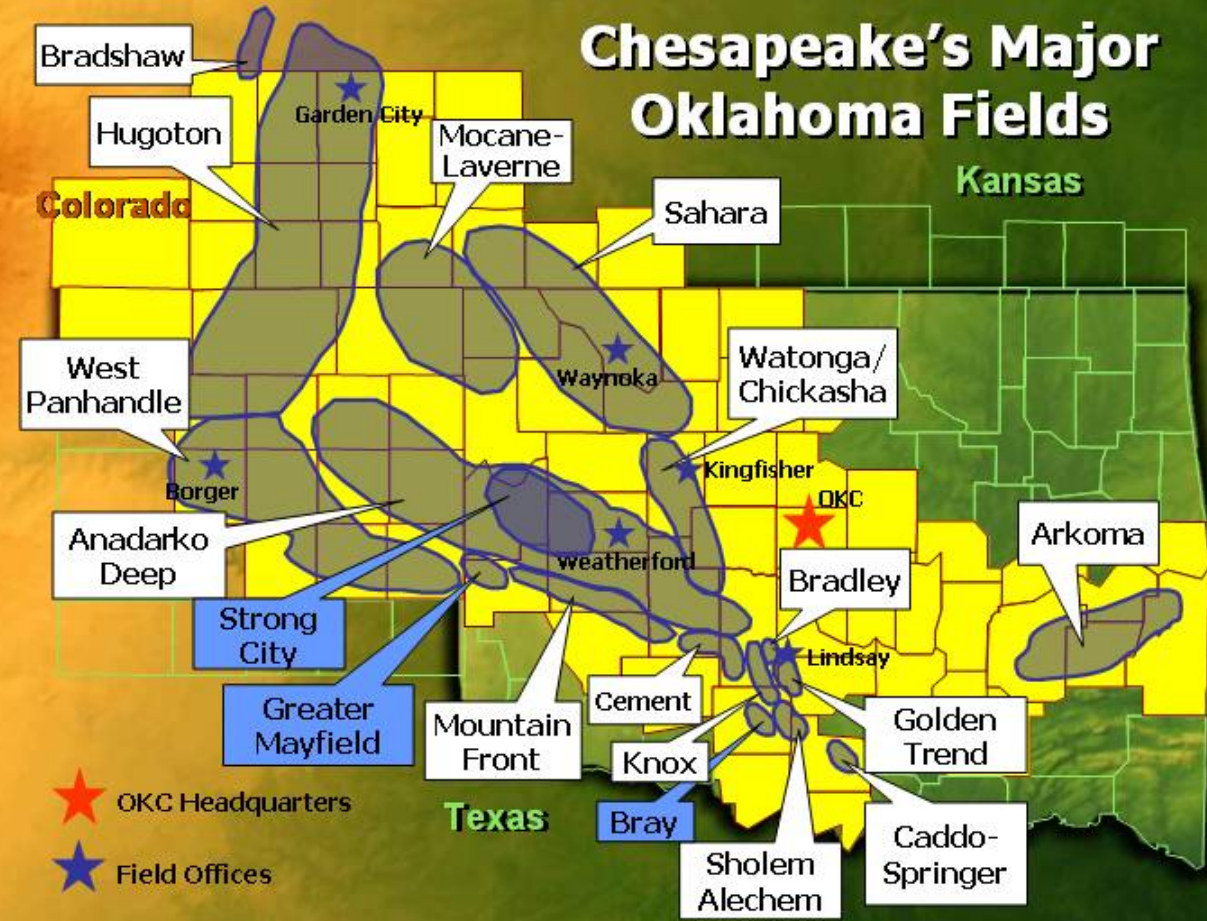 Chesapeake's Major
Oklahoma Fields
Bradshaw
Garden City
Hugoton
Mocane-
Laverne
Kansas
Colorado
Sahara
West
Panhandle
Waynoka
Watonga/
Chickasha
Kingfisher
Borger
OKC
Anadarko
Deep
Weatherford
Arkoma
Bradley
Strong
City
Lindsay
Cement
Greater
Mayfield
Mountain
Front
Golden
Trend
Knox
OKC Headquarters
Texas
Bray
Caddo-
Springer
Sholem
Alechem
Field Offices